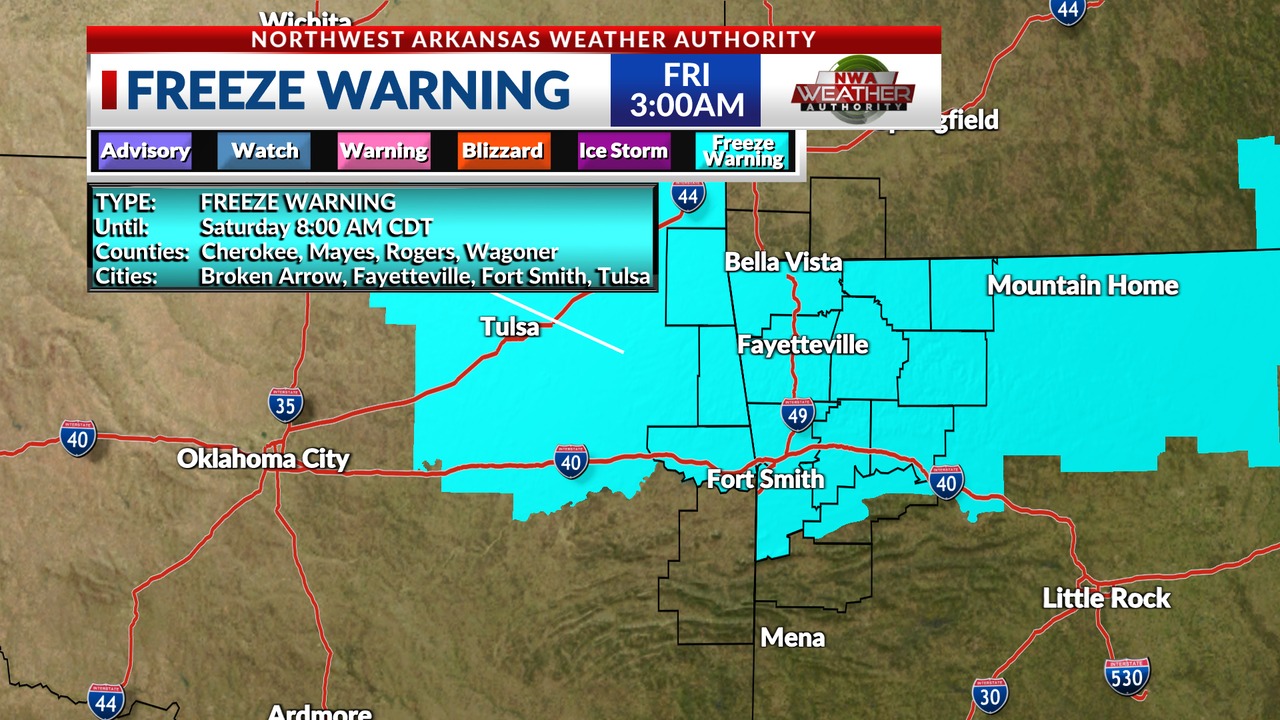 Wichita
44
NORTHWEST ARKANSAS WEATHER AUTHORITY
FREEZE WARNING
FRI
3:00AM
NWA
WEATHER
AUTHORITY
Advisory
Watch
Warning
Blizzard
Ice Storm
Freeze
Warning
TYPE: FREEZE WARNING
Until: Saturday 8:00 AM CDT
Counties: Cherokee, Mayes, Rogers, Wagoner
Cities: Broken Arrow, Fayetteville, Fort Smith, Tulsa
44
Bella Vista
Mountain Home
Tulsa
Fayetteville
35
49
40
Oklahoma City
40
Fort Smith
40
Little Rock
Mena
530
30
44
Ardmore